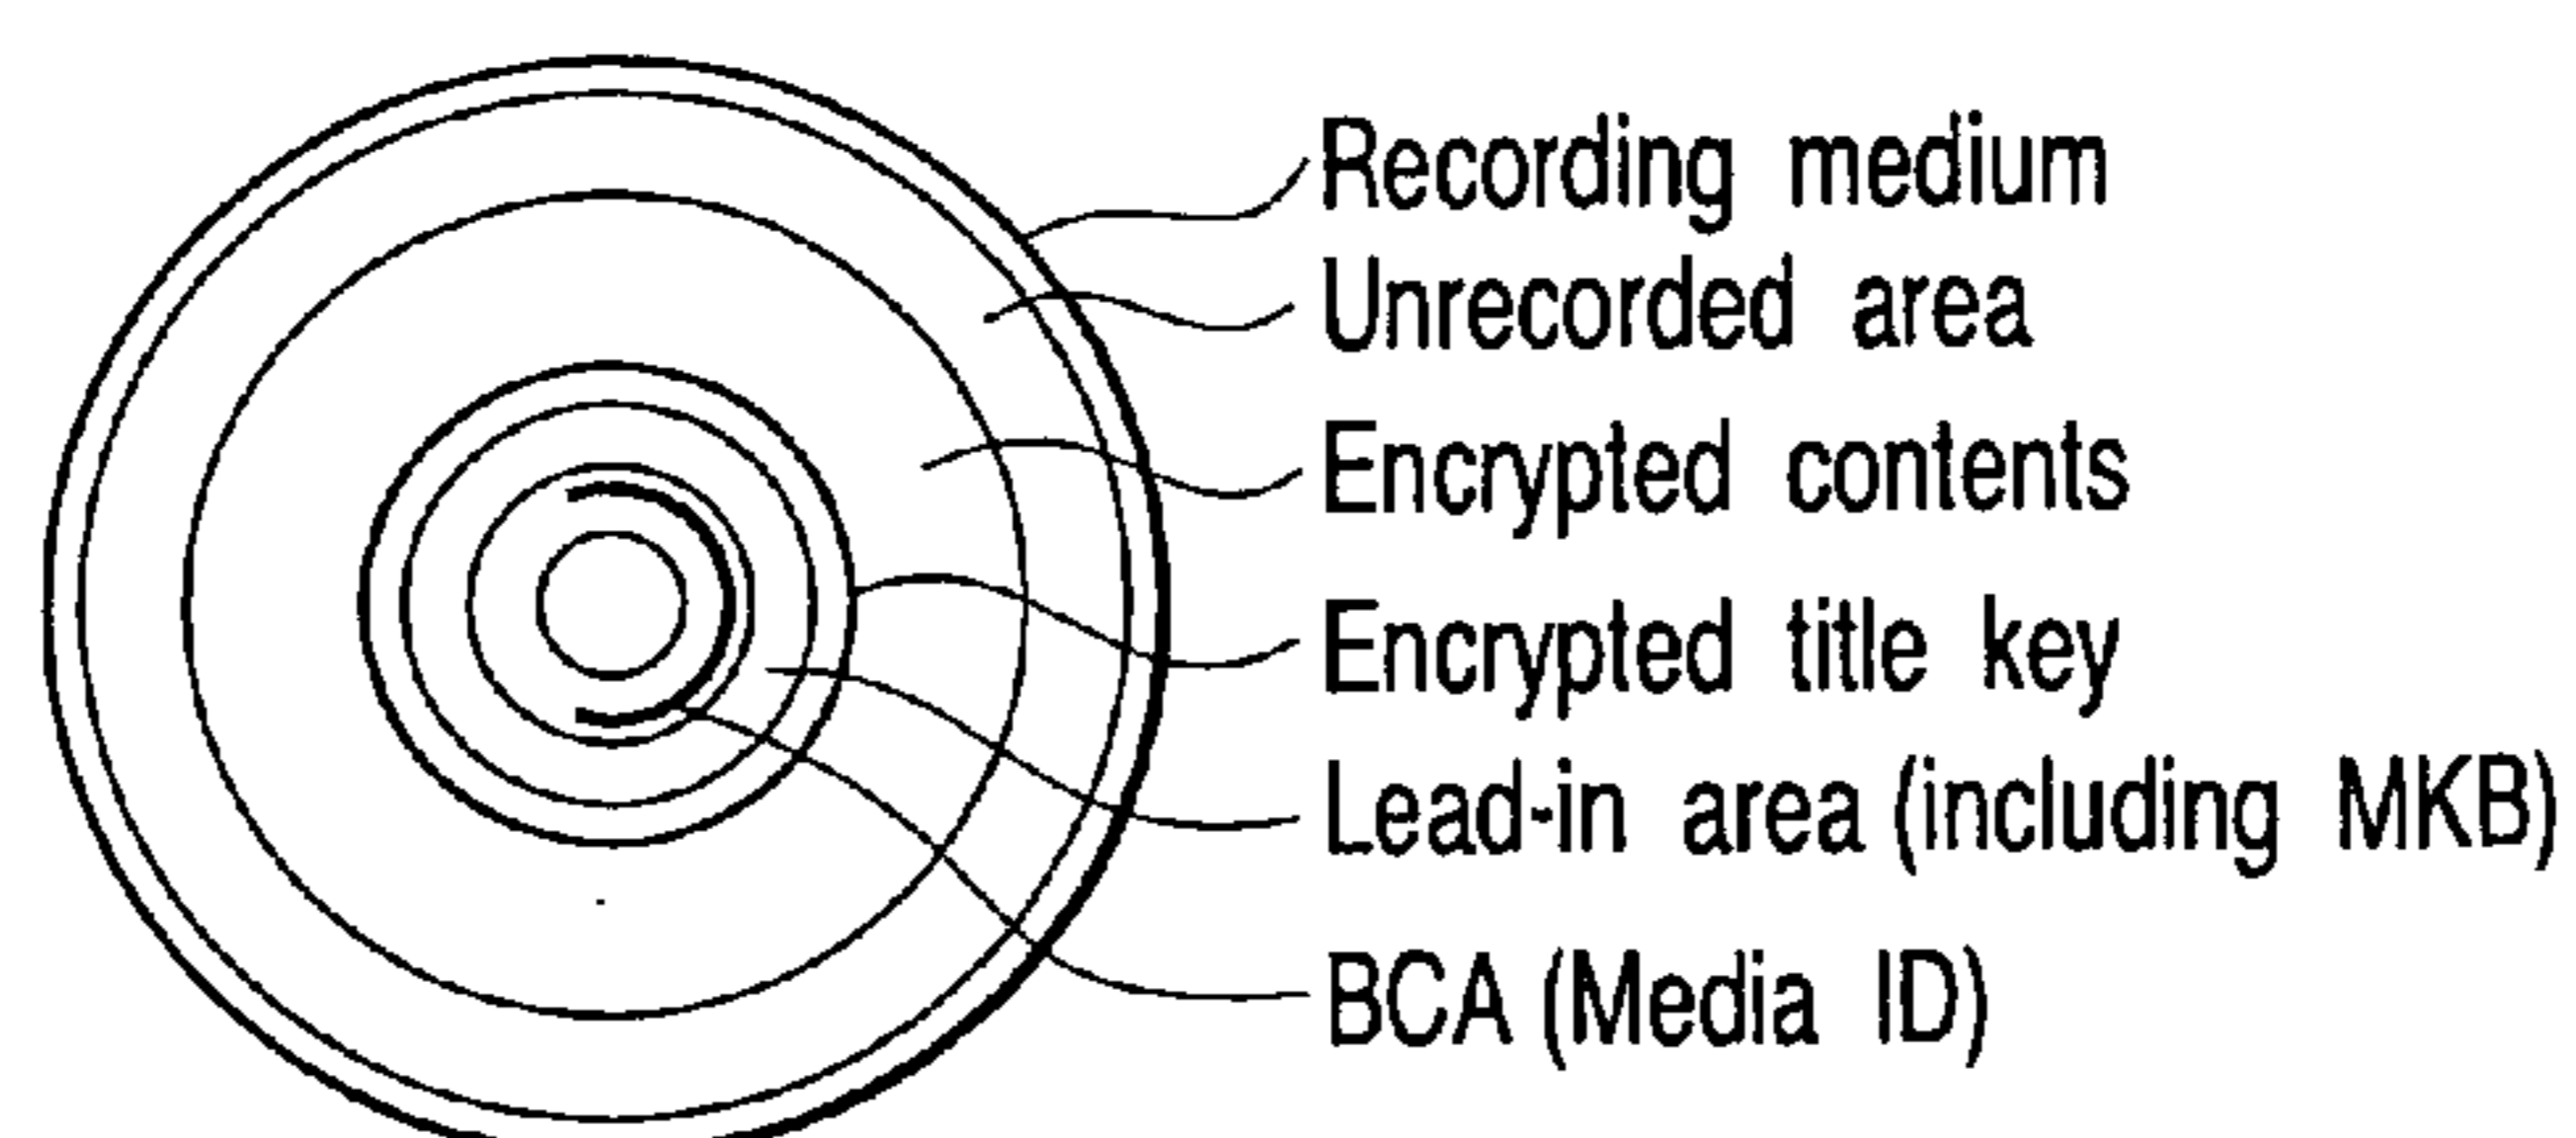 Recording medium
Unrecorded area
Encrypted contents
Encrypted title key
Lead-in area (including MKB)
BCA (Media ID)